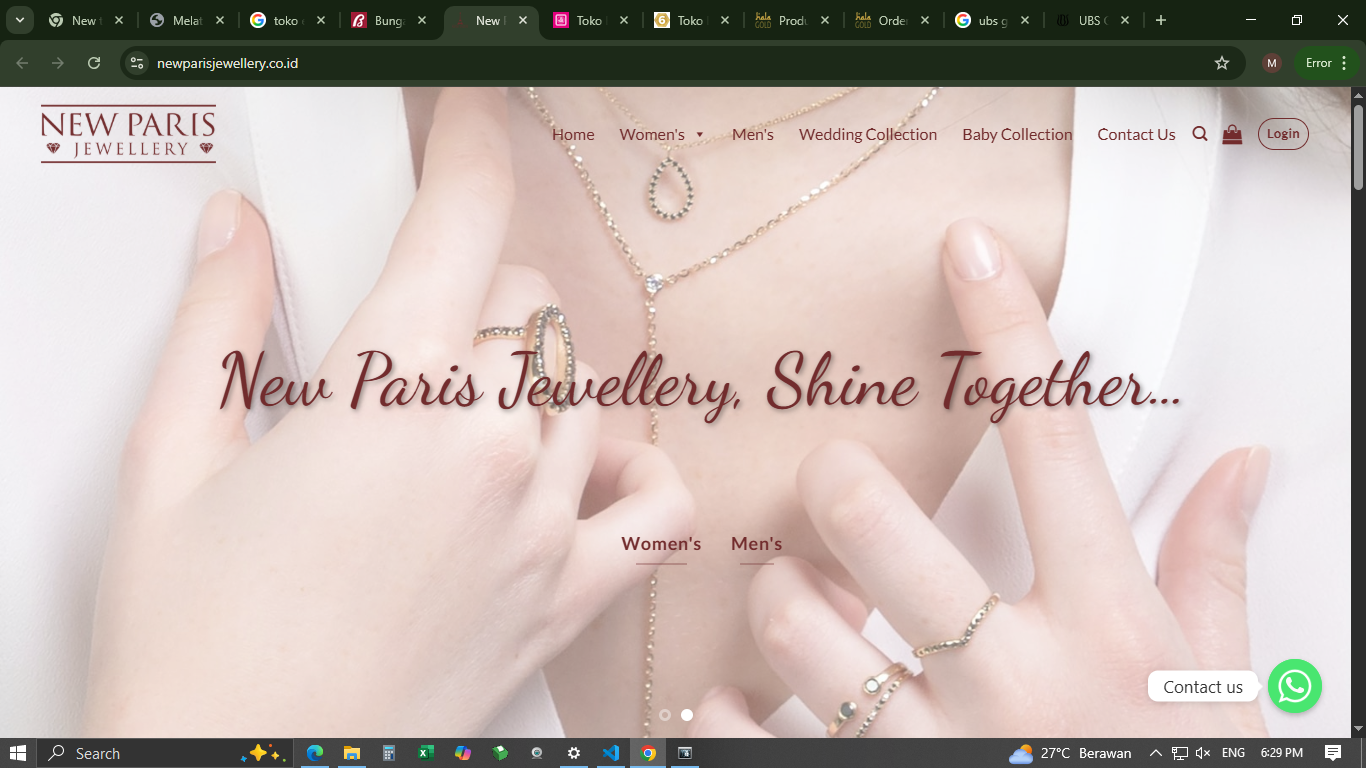 New t
Melat
toko e
Bunga
New P
Toko
Toko
Produ
Order
ubs g
UBS
newparisjewellery.co.id
M
Error
NEW PARIS
JEWELLERY
Home
Women's
Men's
Wedding Collection
Baby Collection
Contact Us
Login
New Paris Jewellery, Shine Together...
Women's
Men's
Contact us
Search
27°C Berawan
ENG
6:29 PM